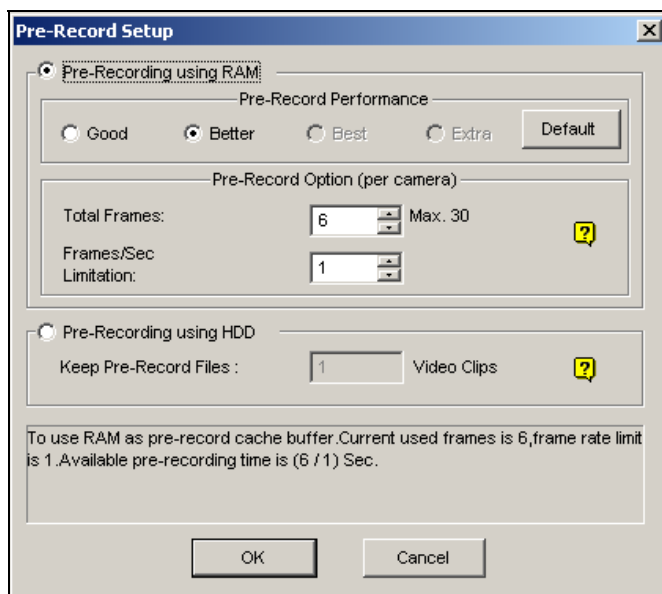 Pre-Record Setup
Pre-Recording using RAM
Pre-Record Performance
Good Better Best Extra Default
Pre-Record Option (per camera)
Total Frames: 6 Max. 30
Frames/Sec
Limitation: 1
Pre-Recording using HDD
Keep Pre-Record Files : 1 Video Clips
To use RAM as pre-record cache buffer.Current used frames is 6,frame rate limit
is 1.Available pre-recording time is (6 / 1) Sec.
OK Cancel